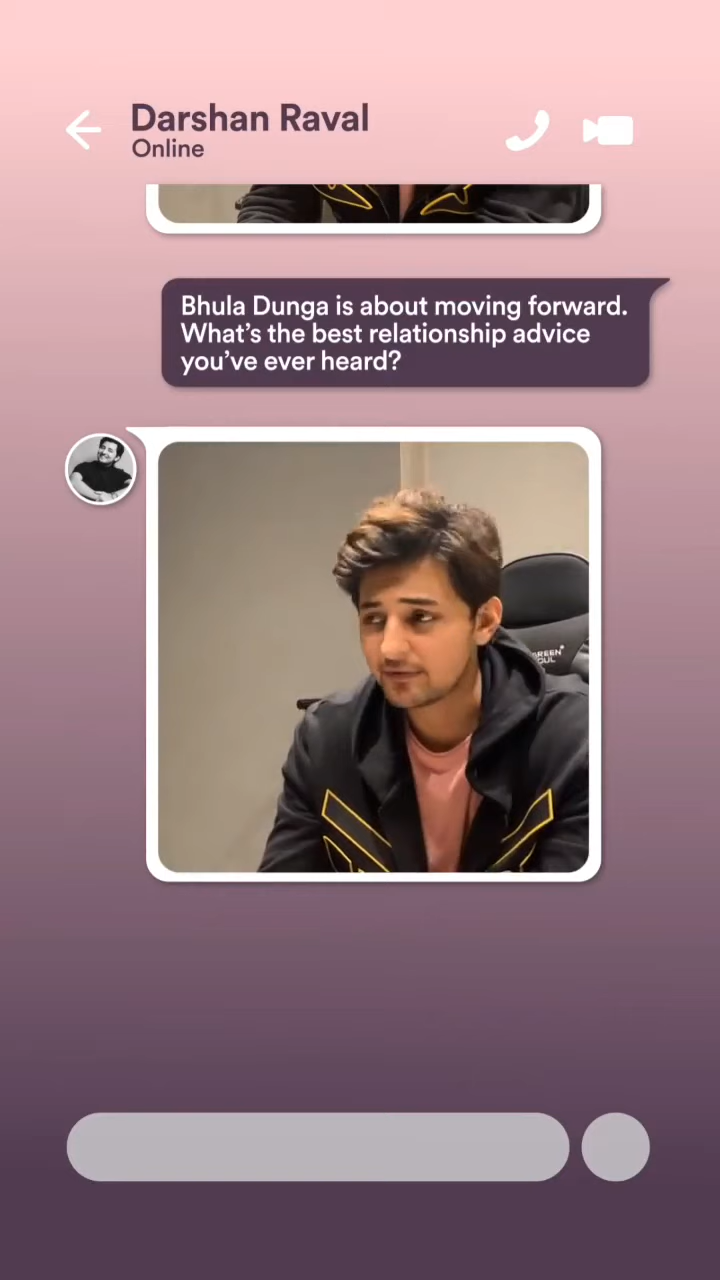 Darshan Raval
Online
Bhula Dunga is about moving forward.
What's the best relationship advice
you've ever heard?